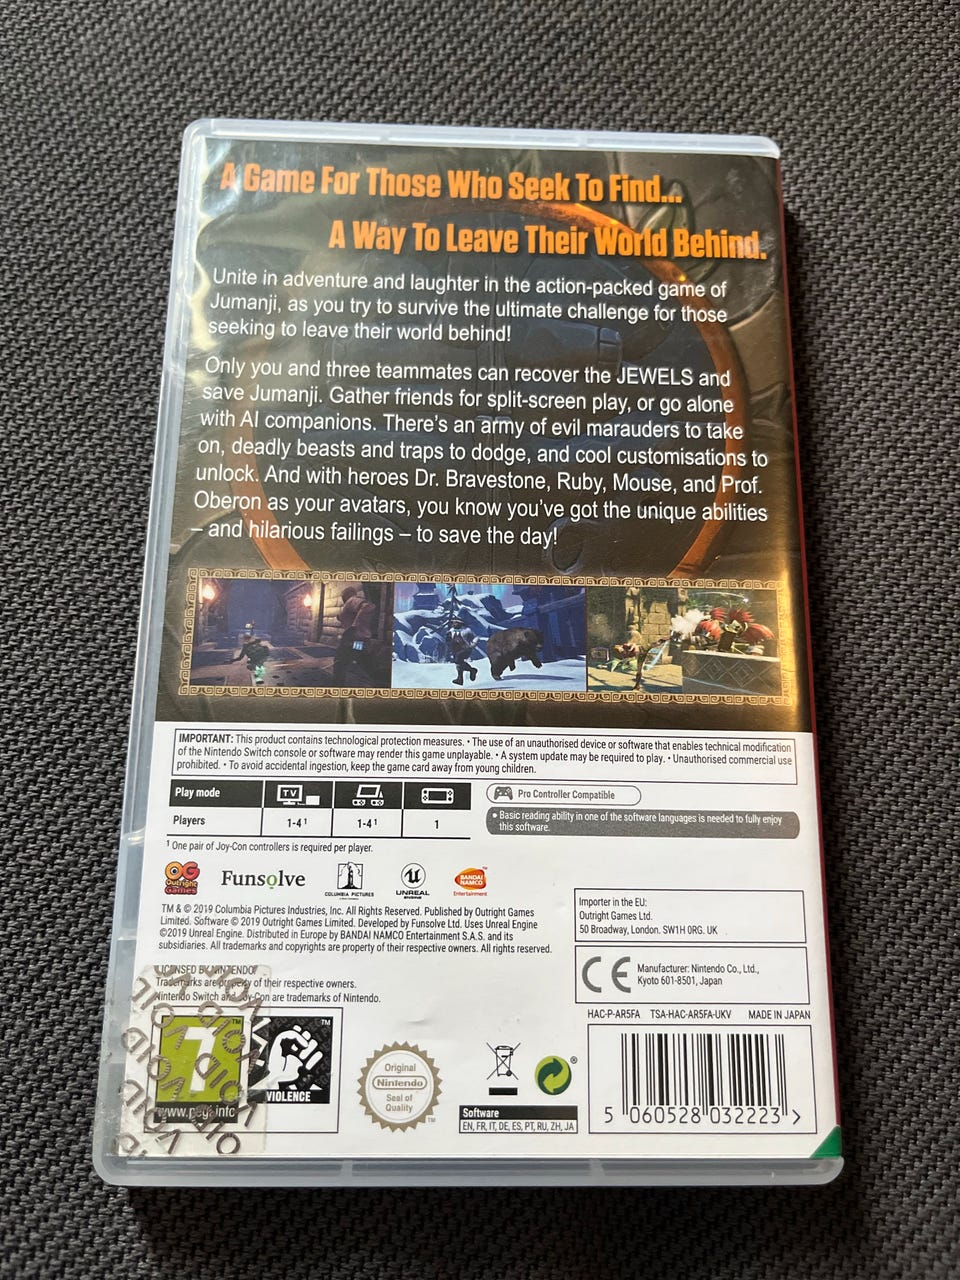 A Game For Those Who Seek To Find...
A Way To Leave Their World Behind.
Unite in adventure and laughter in the action-packed game of
Jumanji, as you try to survive the ultimate challenge for those
seeking to leave their world behind!
Only you and three teammates can recover the JEWELS and
save Jumanji. Gather friends for split-screen play, or go alone
with AI companions. There's an army of evil marauders to take
on, deadly beasts and traps to dodge, and cool customisations to
unlock. And with heroes Dr. Bravestone, Ruby, Mouse, and Prof.
Oberon as your avatars, you know you've got the unique abilities
– and hilarious failings – to save the day!
IMPORTANT: This product contains technological protection measures. • The use of an unauthorised device or software that enables technical modification
of the Nintendo Switch console or software may render this game unplayable. • A system update may be required to play. • Unauthorised commercial use
prohibited. • To avoid accidental ingestion, keep the game card away from young children.
Play mode TV
Players 1-4¹ 1-4¹ 1
Pro Controller Compatible
• Basic reading ability in one of the software languages is needed to fully enjoy
this software.
¹ One pair of Joy-Con controllers is required per player.
OG Outright Games Funsolve COLUMBIA PICTURES UNREAL ENGINE BANDAI NAMCO Entertainment
TM & © 2019 Columbia Pictures Industries, Inc. All Rights Reserved. Published by Outright Games
Limited. Software © 2019 Outright Games Limited. Developed by Funsolve Ltd. Uses Unreal Engine
©2019 Unreal Engine. Distributed in Europe by BANDAI NAMCO Entertainment S.A.S. and its
subsidiaries. All trademarks and copyrights are property of their respective owners. All rights reserved.
Importer in the EU:
Outright Games Ltd.
50 Broadway, London. SW1H 0RG. UK
CE Manufacturer: Nintendo Co., Ltd.,
Kyoto 601-8501, Japan
LICENSED BY NINTENDO
Trademarks are property of their respective owners.
Nintendo Switch and Joy-Con are trademarks of Nintendo.
HAC-P-AR5FA TSA-HAC-AR5FA-UKV MADE IN JAPAN
VOID VOID VOID VOID
7 ™
www.pegi.info
™
VIOLENCE
Original
Nintendo
Seal of
Quality
™
®
Software
EN, FR, IT, DE, ES, PT, RU, ZH, JA
5 060528 032223 >